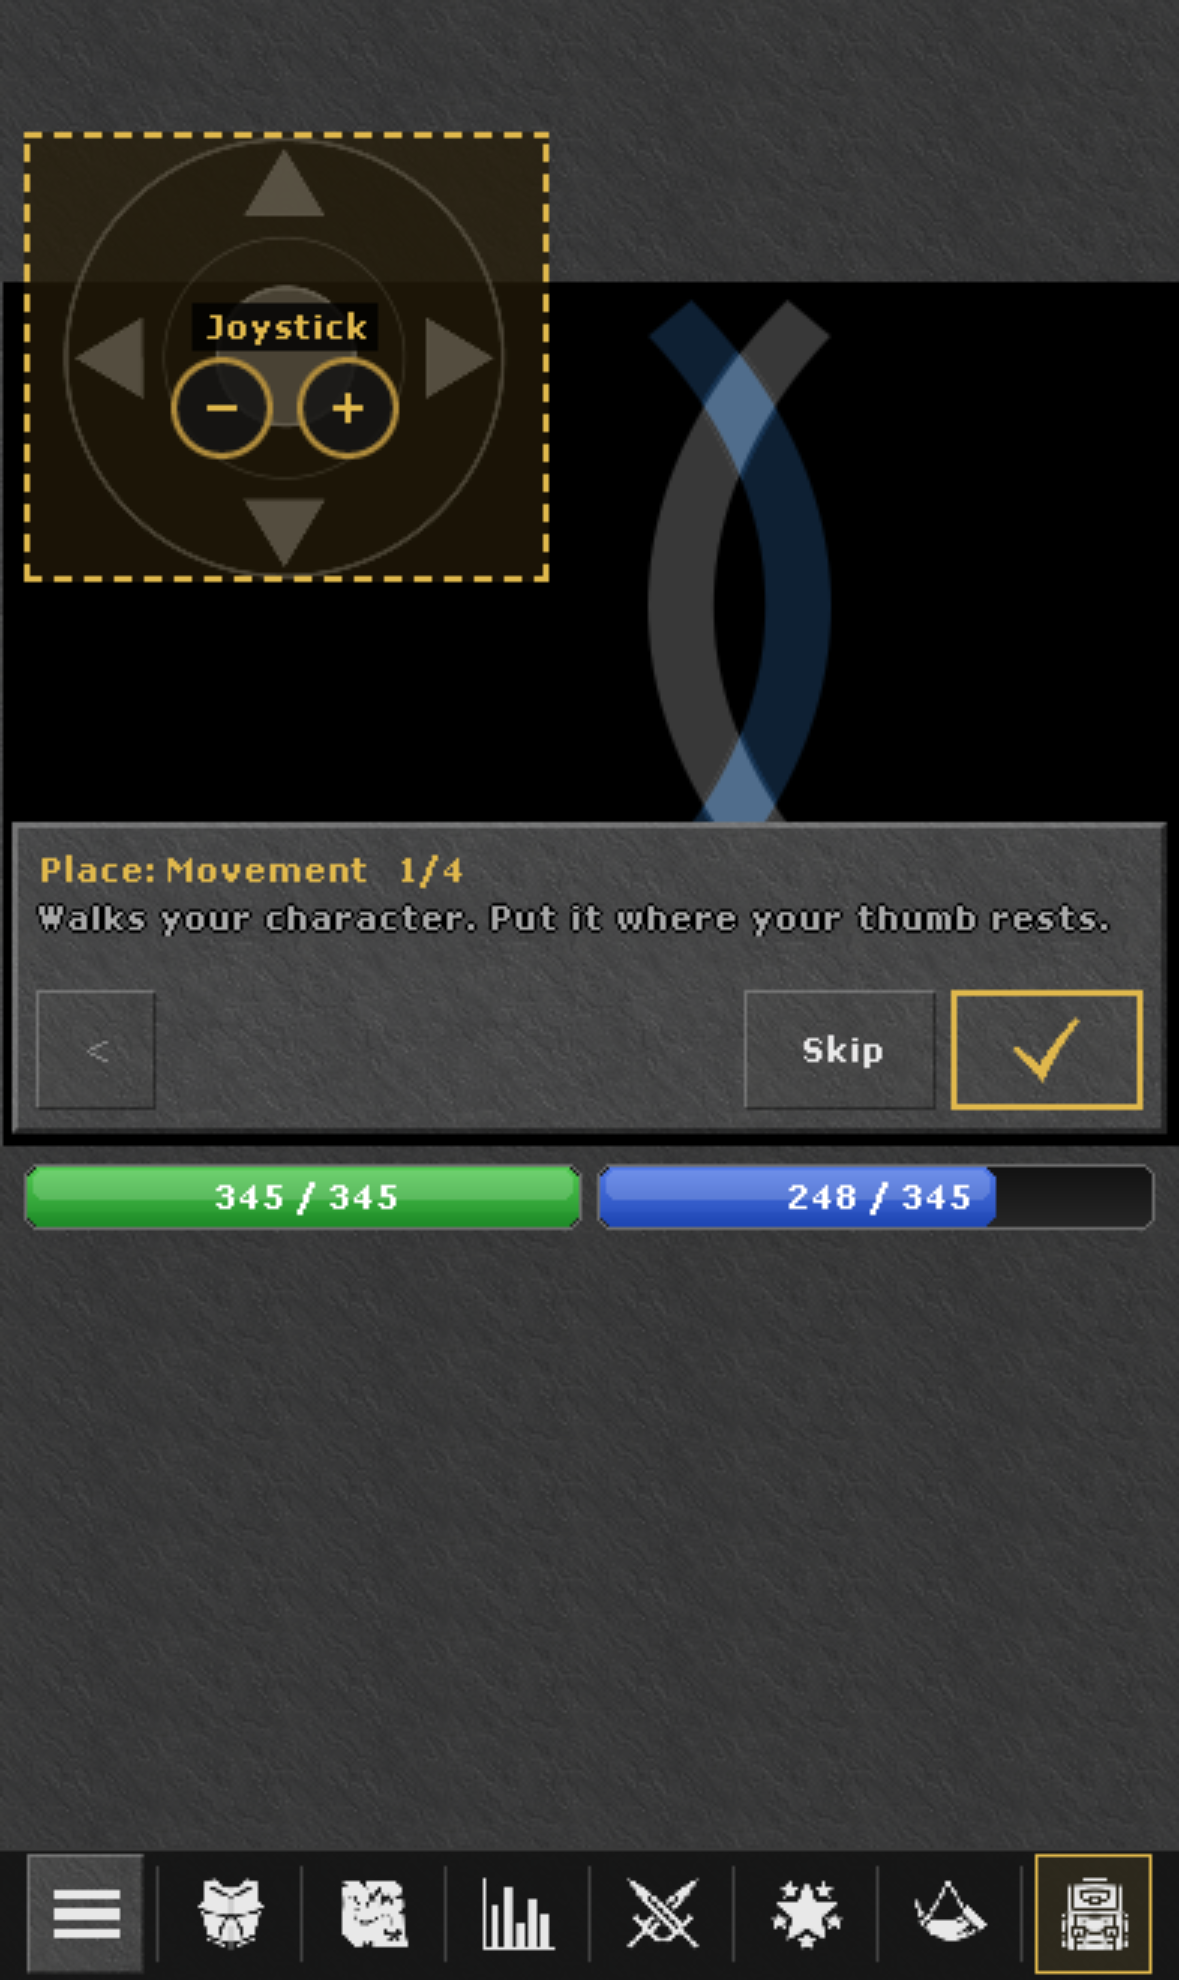 Joystick
− +
Place: Movement 1/4
Walks your character. Put it where your thumb rests.
< Skip
345 / 345 248 / 345